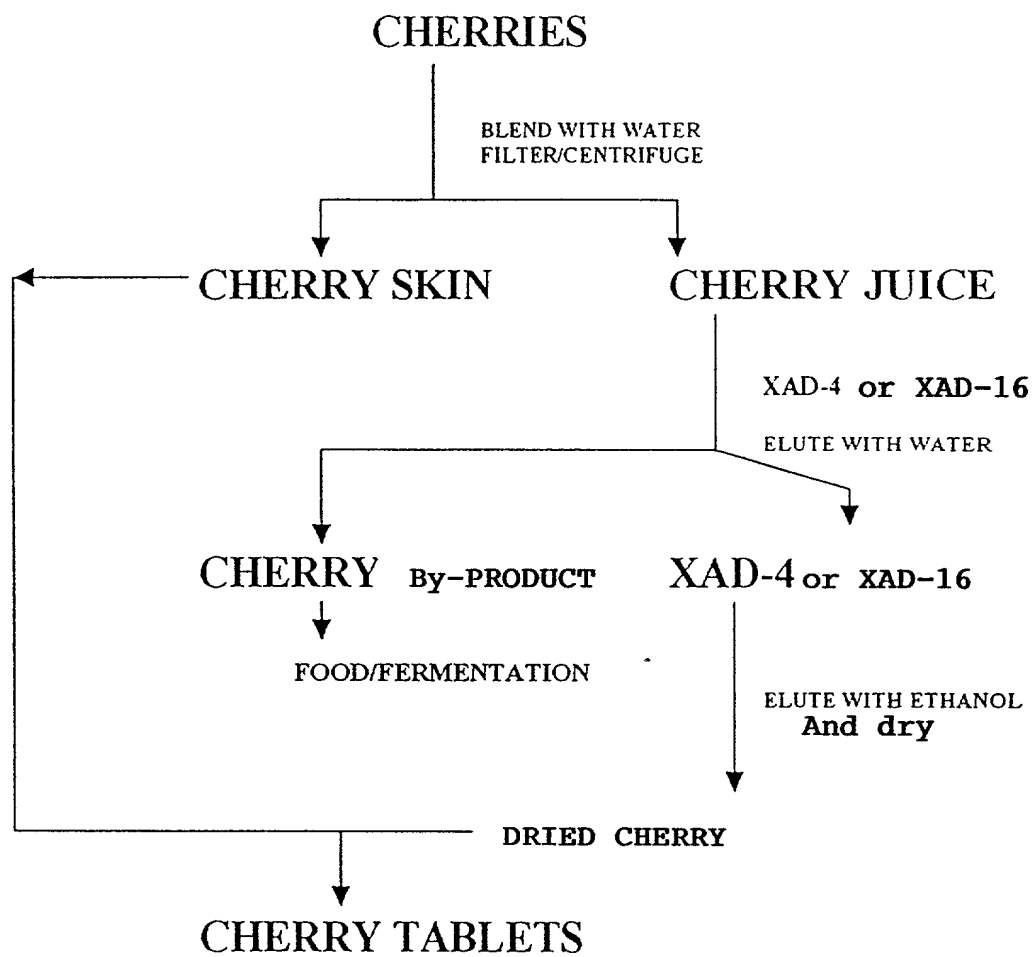 CHERRIES
BLEND WITH WATER
FILTER/CENTRIFUGE
CHERRY SKIN
CHERRY JUICE
XAD-4 or XAD-16
ELUTE WITH WATER
CHERRY By-PRODUCT
XAD-4 or XAD-16
FOOD/FERMENTATION
ELUTE WITH ETHANOL
And dry
DRIED CHERRY
CHERRY TABLETS